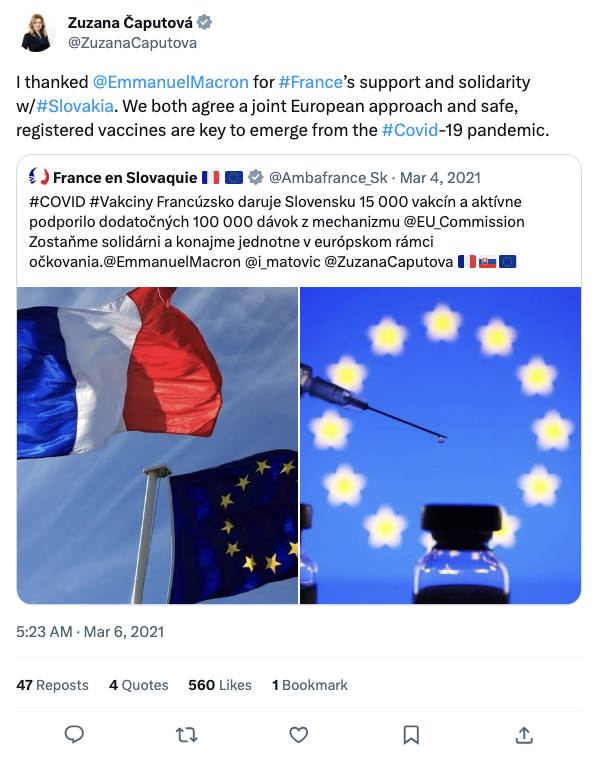 Zuzana Čaputová
@ZuzanaCaputova
I thanked @EmmanuelMacron for #France’s support and solidarity
w/#Slovakia. We both agree a joint European approach and safe,
registered vaccines are key to emerge from the #Covid-19 pandemic.
France en Slovaquie 🇫🇷 🇪🇺 @Ambafrance_Sk · Mar 4, 2021
#COVID #Vakciny Francúzsko daruje Slovensku 15 000 vakcín a aktívne
podporilo dodatočných 100 000 dávok z mechanizmu @EU_Commission
Zostaňme solidárni a konajme jednotne v európskom rámci
očkovania.@EmmanuelMacron @i_matovic @ZuzanaCaputova 🇫🇷🇸🇰🇪🇺
5:23 AM · Mar 6, 2021
47 Reposts 4 Quotes 560 Likes 1 Bookmark